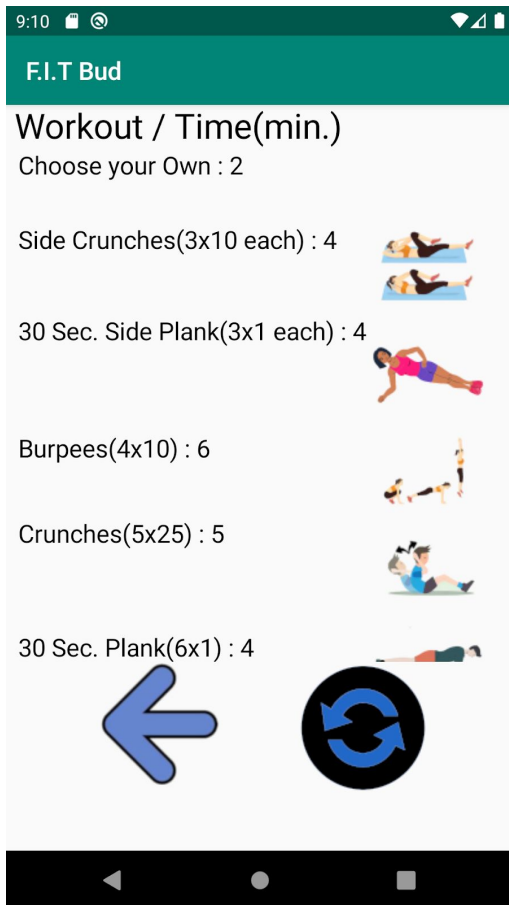 9:10
F.I.T Bud
Workout / Time(min.)
Choose your Own : 2
Side Crunches(3x10 each) : 4
30 Sec. Side Plank(3x1 each) : 4
Burpees(4x10) : 6
Crunches(5x25) : 5
30 Sec. Plank(6x1) : 4